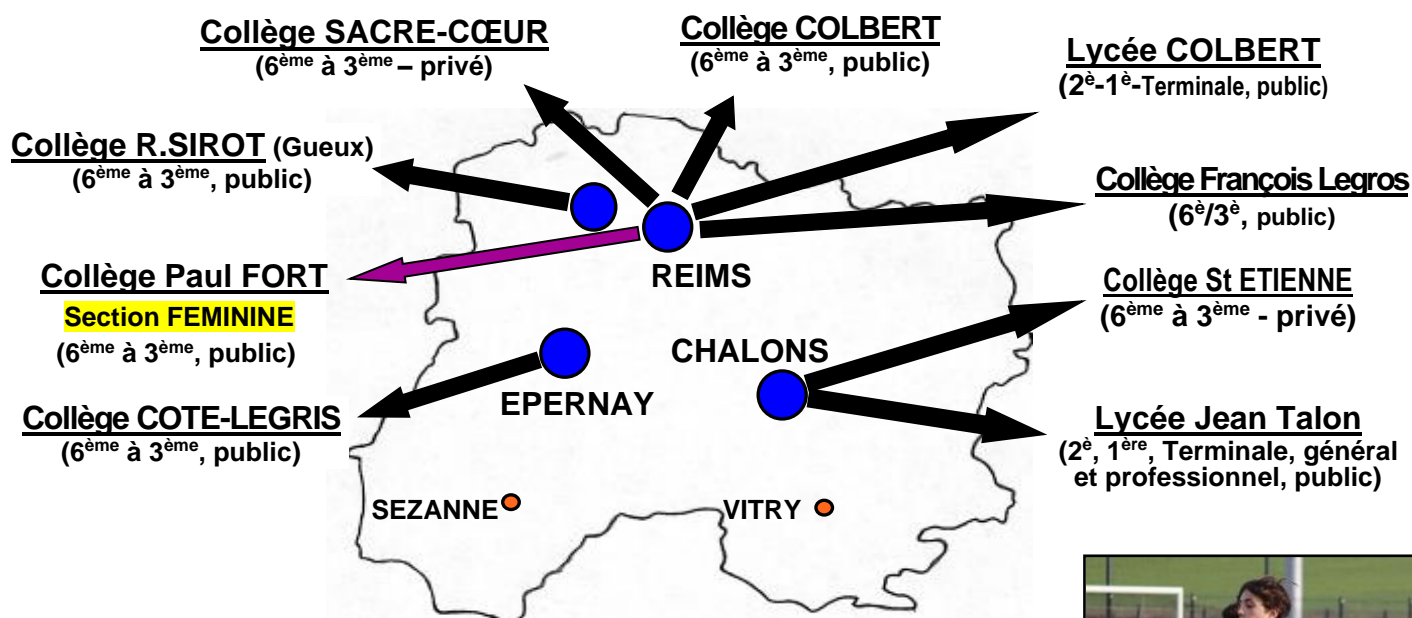 Collège SACRE-CŒUR
(6ème à 3ème – privé)
Collège COLBERT
(6ème à 3ème, public)
Lycée COLBERT
(2è-1è-Terminale, public)
Collège R.SIROT (Gueux)
(6ème à 3ème, public)
Collège François Legros
(6è/3è, public)
REIMS
Collège Paul FORT
Section FEMININE
(6ème à 3ème, public)
Collège St ETIENNE
(6ème à 3ème - privé)
CHALONS
EPERNAY
Collège COTE-LEGRIS
(6ème à 3ème, public)
Lycée Jean Talon
(2è, 1ère, Terminale, général
et professionnel, public)
SEZANNE
VITRY